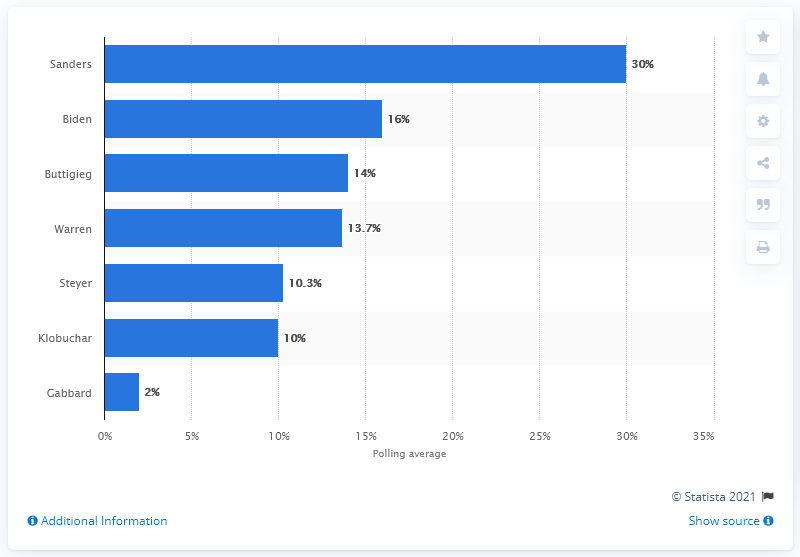 Sanders 30%
Biden 16%
Buttigieg 14%
Warren 13.7%
Steyer 10.3%
Klobuchar 10%
Gabbard 2%
0% 5% 10% 15% 20% 25% 30% 35%
Polling average
© Statista 2021
Additional Information Show source